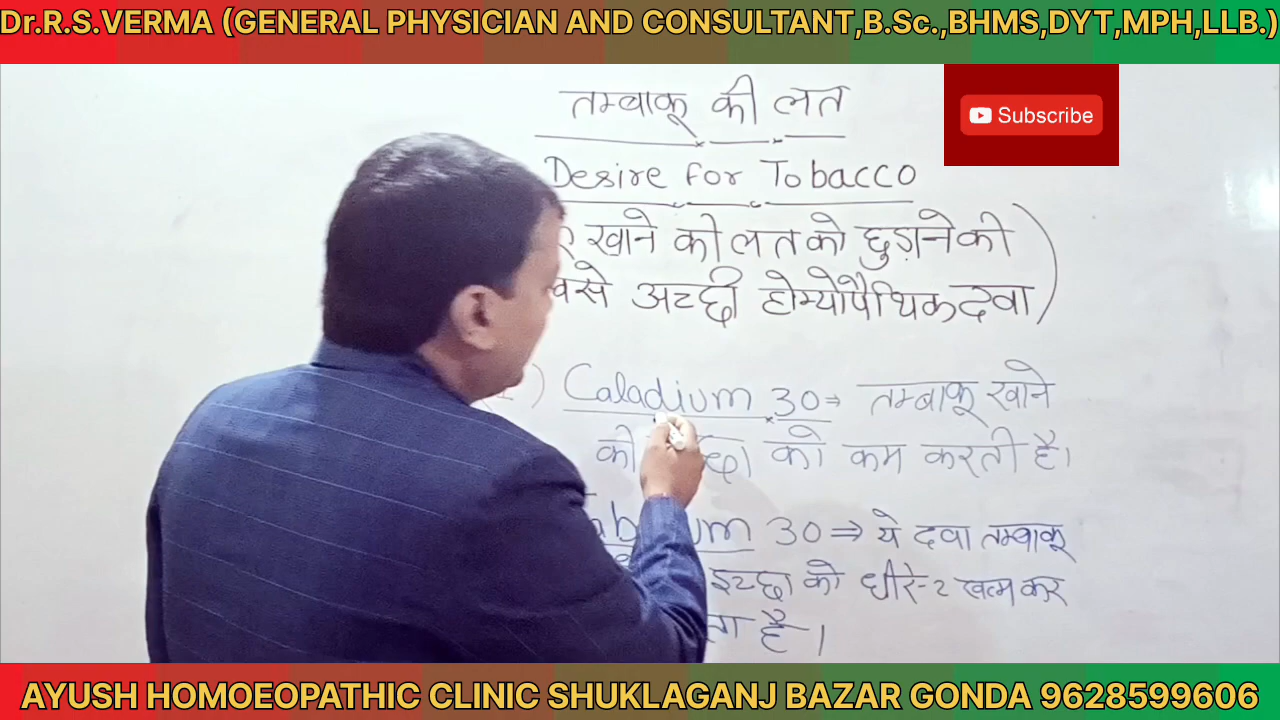 Dr.R.S.VERMA (GENERAL PHYSICIAN AND CONSULTANT,B.Sc.,BHMS,DYT,MPH,LLB.)
तम्बाकू की लत
Subscribe
Desire for Tobacco
खाने की लत को छुड़ाने की
से अच्छी होम्योपैथिक दवा)
) Caladium 30⇒ तम्बाकू खाने
की को कम करती है।
30 ⇒ ये दवा तम्बाकू
इच्छा को धीरे-२ खत्म कर
है।
AYUSH HOMOEOPATHIC CLINIC SHUKLAGANJ BAZAR GONDA 9628599606